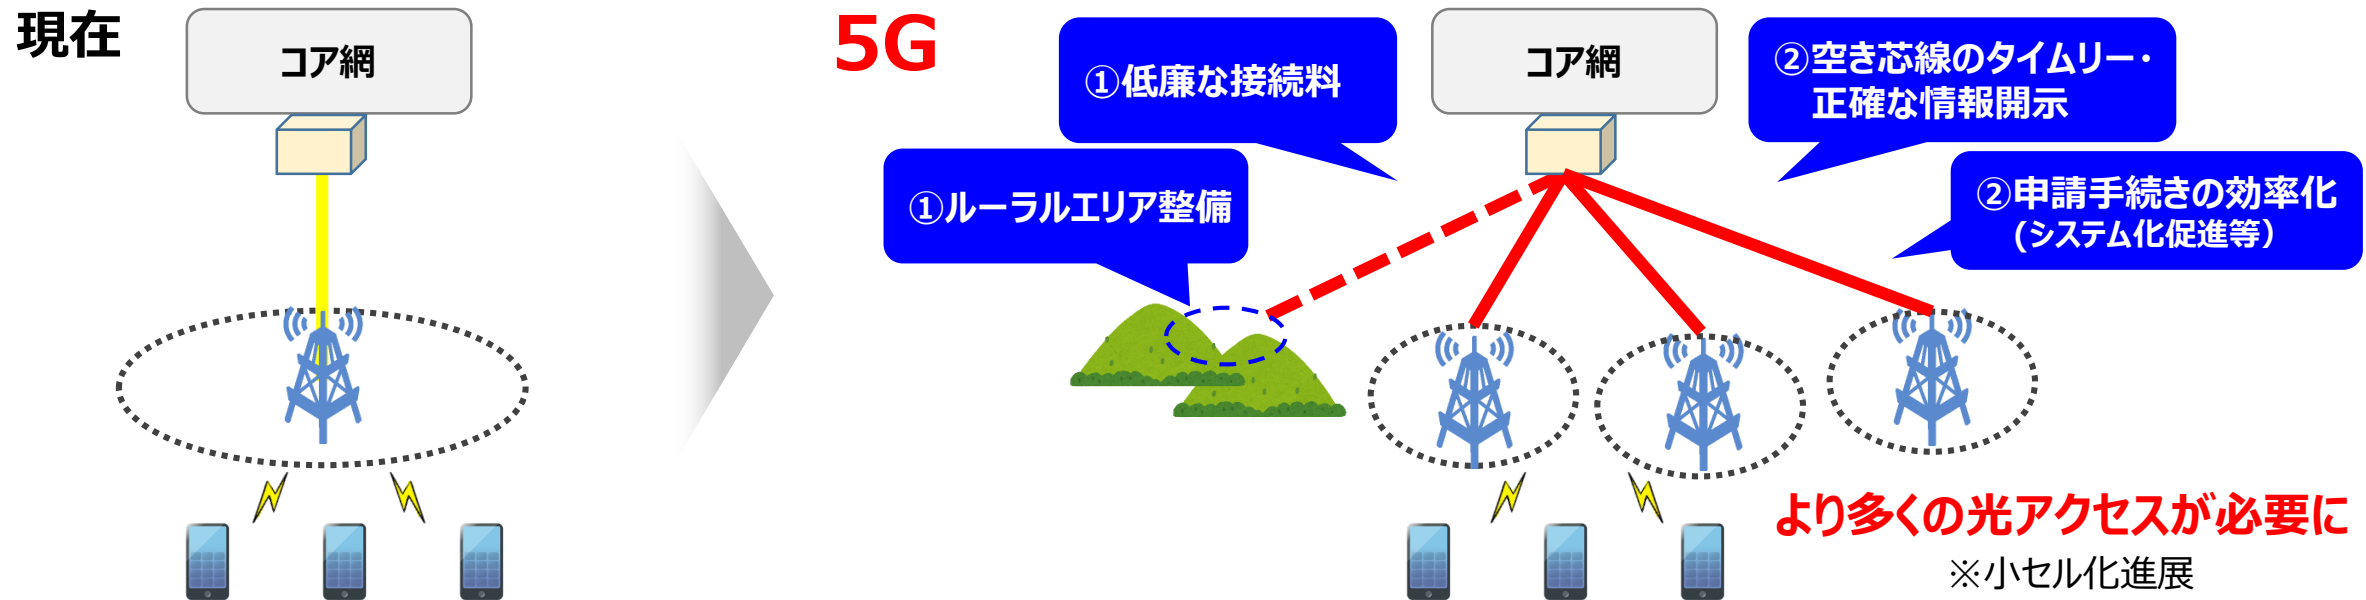 現在
コア網
5G
①低廉な接続料
①ルーラルエリア整備
コア網
②空き芯線のタイムリー・
正確な情報開示
②申請手続きの効率化
(システム化促進等）
より多くの光アクセスが必要に
※小セル化進展